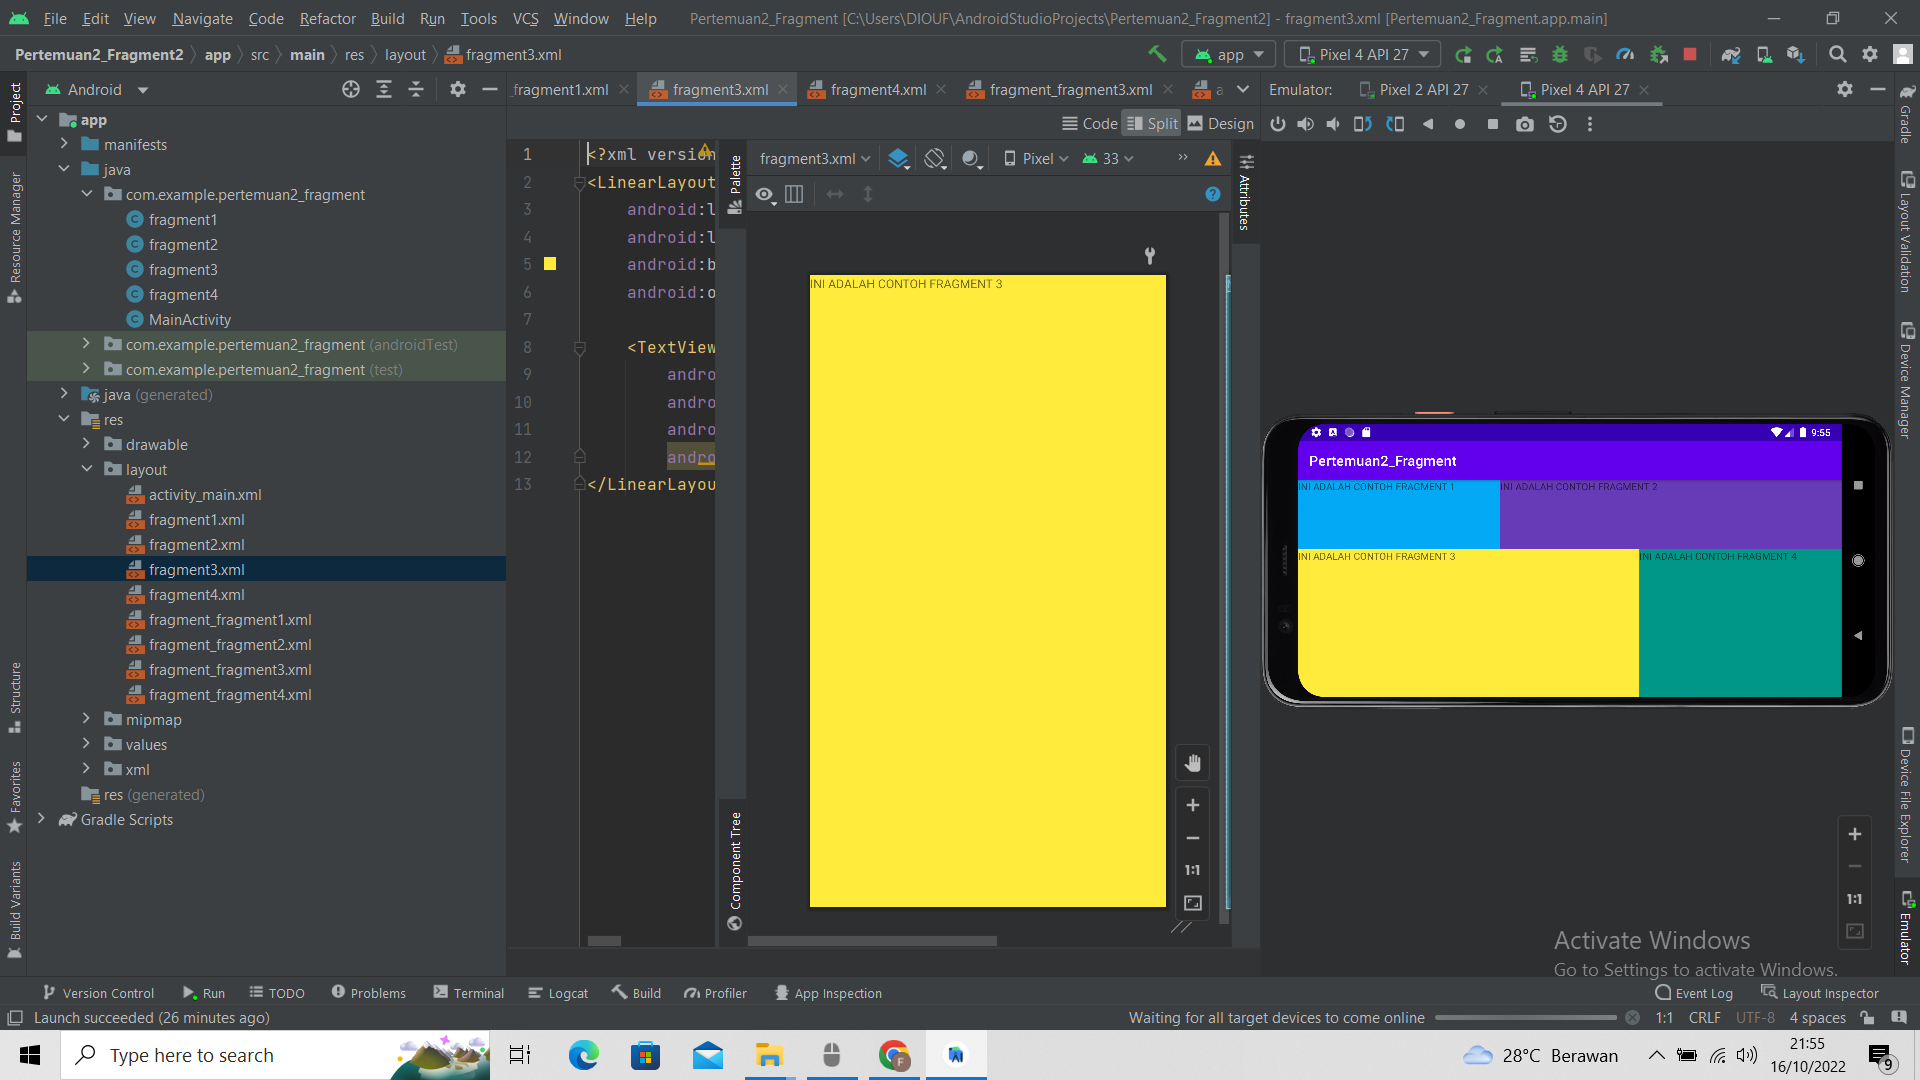 File Edit View Navigate Code Refactor Build Run Tools VCS Window Help Pertemuan2_Fragment [C:\Users\DIOUF\AndroidStudioProjects\Pertemuan2_Fragment2] - fragment3.xml [Pertemuan2_Fragment.app.main]
Pertemuan2_Fragment2 app src main res layout fragment3.xml app Pixel 4 API 27
Android _fragment1.xml fragment3.xml fragment4.xml fragment_fragment3.xml a Emulator: Pixel 2 API 27 Pixel 4 API 27
Code Split Design
Project
Resource Manager
Structure
Favorites
Build Variants
app
manifests
java
com.example.pertemuan2_fragment
fragment1
fragment2
fragment3
fragment4
MainActivity
com.example.pertemuan2_fragment (androidTest)
com.example.pertemuan2_fragment (test)
java (generated)
res
drawable
layout
activity_main.xml
fragment1.xml
fragment2.xml
fragment3.xml
fragment4.xml
fragment_fragment1.xml
fragment_fragment2.xml
fragment_fragment3.xml
fragment_fragment4.xml
mipmap
values
xml
res (generated)
Gradle Scripts
1 <?xml version
2 <LinearLayout
3 android:l
4 android:l
5 android:b
6 android:o
7
8 <TextView
9 andro
10 andro
11 andro
12 andro
13 </LinearLayou
Palette
Component Tree
fragment3.xml Pixel 33
Attributes
INI ADALAH CONTOH FRAGMENT 3
1:1
9:55
Pertemuan2_Fragment
INI ADALAH CONTOH FRAGMENT 1 INI ADALAH CONTOH FRAGMENT 2
INI ADALAH CONTOH FRAGMENT 3 INI ADALAH CONTOH FRAGMENT 4
1:1
Activate Windows
Go to Settings to activate Windows.
Gradle
Layout Validation
Device Manager
Device File Explorer
Emulator
Version Control Run TODO Problems Terminal Logcat Build Profiler App Inspection Event Log Layout Inspector
Launch succeeded (26 minutes ago) Waiting for all target devices to come online 1:1 CRLF UTF-8 4 spaces
Type here to search 28°C Berawan 21:55
16/10/2022 9